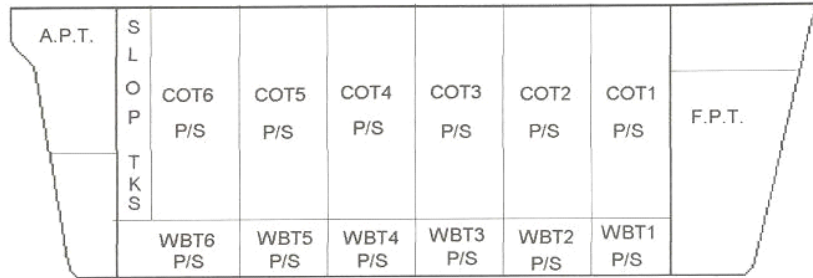 A.P.T.
S
L
O
P
T
K
S
COT6
P/S
COT5
P/S
COT4
P/S
COT3
P/S
COT2
P/S
COT1
P/S
F.P.T.
WBT6
P/S
WBT5
P/S
WBT4
P/S
WBT3
P/S
WBT2
P/S
WBT1
P/S